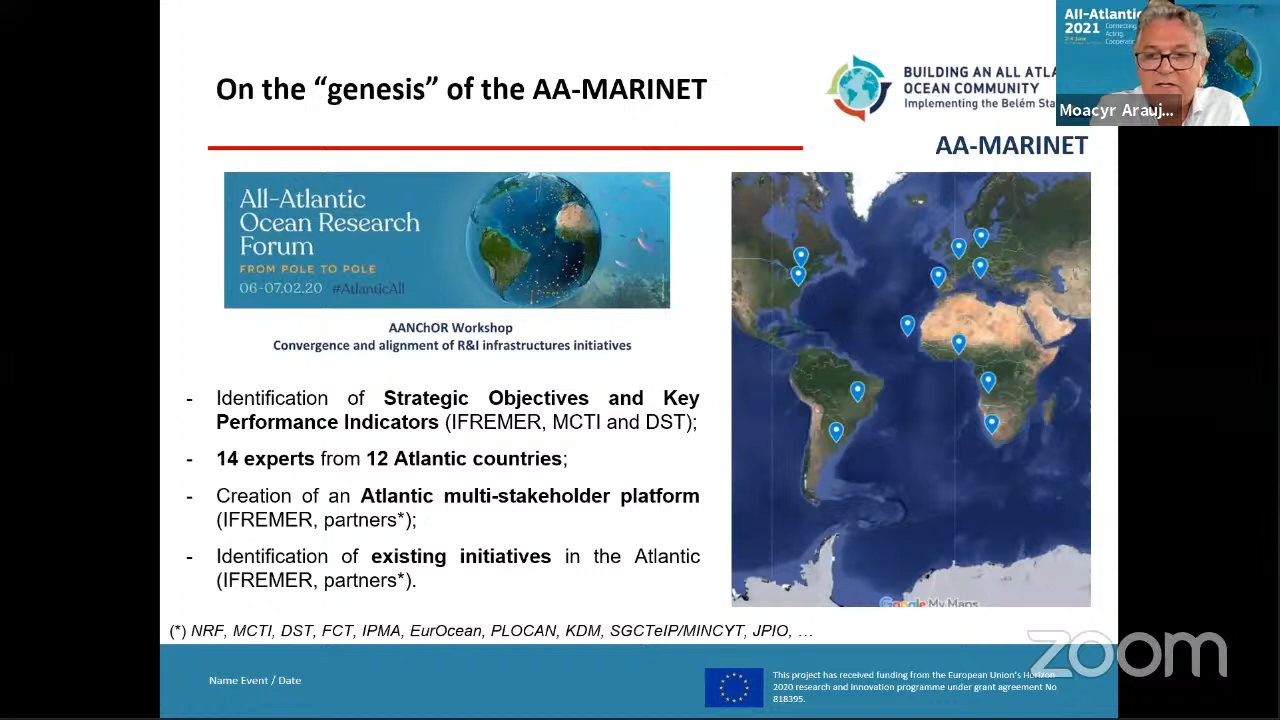 On the “genesis” of the AA-MARINET
BUILDING AN ALL ATLA
OCEAN COMMUNITY
Implementing the Belém Sta
All-Atlantic
2021
Connecting,
Acting,
Cooperati
Moacyr Arauj...
AA-MARINET
All-Atlantic
Ocean Research
Forum
FROM POLE TO POLE
06-07.02.20 #AtlanticAll
AANChOR Workshop
Convergence and alignment of R&I infrastructures initiatives
- Identification of Strategic Objectives and Key
Performance Indicators (IFREMER, MCTI and DST);
- 14 experts from 12 Atlantic countries;
- Creation of an Atlantic multi-stakeholder platform
(IFREMER, partners*);
- Identification of existing initiatives in the Atlantic
(IFREMER, partners*).
Google My Maps
(*) NRF, MCTI, DST, FCT, IPMA, EurOcean, PLOCAN, KDM, SGCTeIP/MINCYT, JPIO, …
zoom
Name Event / Date
This project has received funding from the European Union's Horizon
2020 research and innovation programme under grant agreement No
818395.